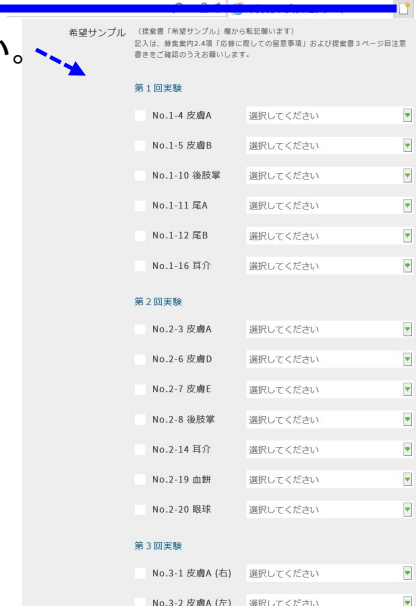 い。
希望サンプル
(提案書「希望サンプル」欄から転記願います)
記入は、募集案内2.4項「応募に際しての留意事項」および提案書３ページ目注意
書きをご確認のうえお願いします。
第１回実験
No.1-4 皮膚A 選択してください
No.1-5 皮膚B 選択してください
No.1-10 後肢掌 選択してください
No.1-11 尾A 選択してください
No.1-12 尾B 選択してください
No.1-16 耳介 選択してください
第２回実験
No.2-3 皮膚A 選択してください
No.2-6 皮膚D 選択してください
No.2-7 皮膚E 選択してください
No.2-8 後肢掌 選択してください
No.2-14 耳介 選択してください
No.2-19 血餅 選択してください
No.2-20 眼球 選択してください
第３回実験
No.3-1 皮膚A (右) 選択してください
No.3-2 皮膚A (左) 選択してください